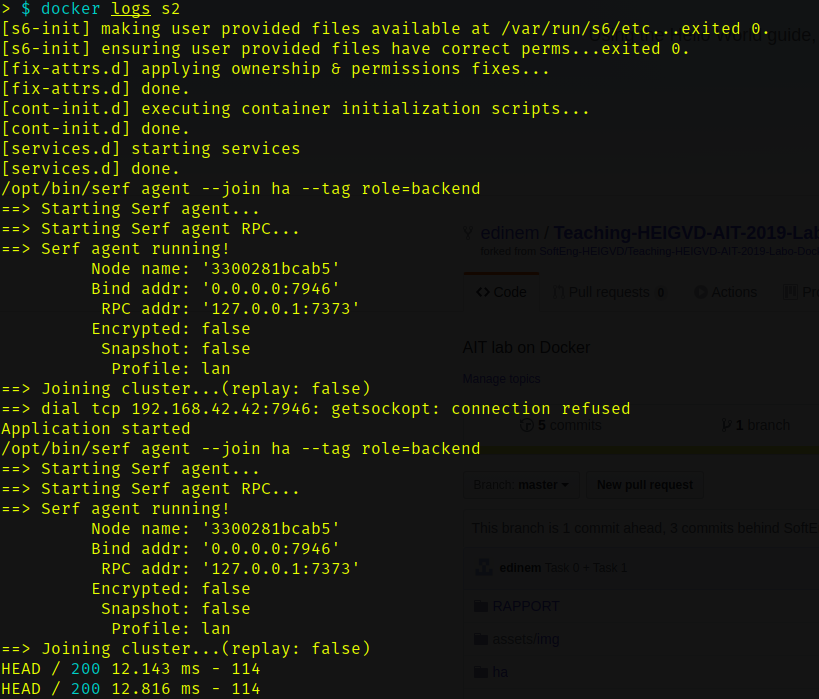 > $ docker logs s2
[s6-init] making user provided files available at /var/run/s6/etc...exited 0.
[s6-init] ensuring user provided files have correct perms...exited 0.
[fix-attrs.d] applying ownership & permissions fixes...
[fix-attrs.d] done.
[cont-init.d] executing container initialization scripts...
[cont-init.d] done.
[services.d] starting services
[services.d] done.
/opt/bin/serf agent --join ha --tag role=backend
==> Starting Serf agent...
==> Starting Serf agent RPC...
==> Serf agent running!
Node name: '3300281bcab5'
Bind addr: '0.0.0.0:7946'
RPC addr: '127.0.0.1:7373'
Encrypted: false
Snapshot: false
Profile: lan
==> Joining cluster...(replay: false)
==> dial tcp 192.168.42.42:7946: getsockopt: connection refused
Application started
/opt/bin/serf agent --join ha --tag role=backend
==> Starting Serf agent...
==> Starting Serf agent RPC...
==> Serf agent running!
Node name: '3300281bcab5'
Bind addr: '0.0.0.0:7946'
RPC addr: '127.0.0.1:7373'
Encrypted: false
Snapshot: false
Profile: lan
==> Joining cluster...(replay: false)
HEAD / 200 12.143 ms - 114
HEAD / 200 12.816 ms - 114
guide,
edinem / Teaching-HEIGVD-AIT-2019-Lab
forked from SoftEng-HEIGVD/Teaching-HEIGVD-AIT-2019-Labo-Doc
<> Code Pull requests 0 Actions
AIT lab on Docker
Manage topics
5 commits 1 branch
Branch: master New pull request
This branch is 1 commit ahead, 3 commits behind SoftE
edinem Task 0 - Task 1
RAPPORT
assets/img
ha